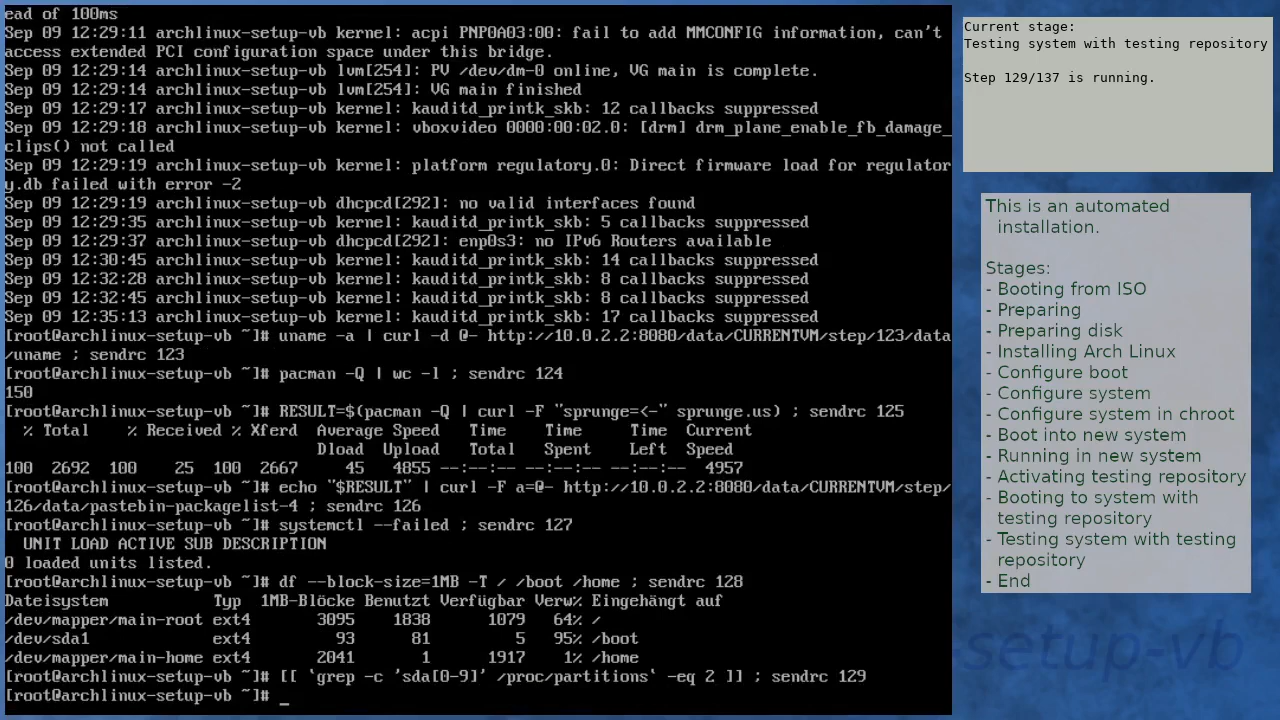 ead of 100ms
Sep 09 12:29:11 archlinux-setup-vb kernel: acpi PNP0A03:00: fail to add MMCONFIG information, can't
access extended PCI configuration space under this bridge.
Sep 09 12:29:14 archlinux-setup-vb lvm[254]: PV /dev/dm-0 online, VG main is complete.
Sep 09 12:29:14 archlinux-setup-vb lvm[254]: VG main finished
Sep 09 12:29:17 archlinux-setup-vb kernel: kauditd_printk_skb: 12 callbacks suppressed
Sep 09 12:29:18 archlinux-setup-vb kernel: vboxvideo 0000:00:02.0: [drm] drm_plane_enable_fb_damage_
clips() not called
Sep 09 12:29:19 archlinux-setup-vb kernel: platform regulatory.0: Direct firmware load for regulator
y.db failed with error -2
Sep 09 12:29:19 archlinux-setup-vb dhcpcd[292]: no valid interfaces found
Sep 09 12:29:35 archlinux-setup-vb kernel: kauditd_printk_skb: 5 callbacks suppressed
Sep 09 12:29:37 archlinux-setup-vb dhcpcd[292]: enp0s3: no IPv6 Routers available
Sep 09 12:30:45 archlinux-setup-vb kernel: kauditd_printk_skb: 14 callbacks suppressed
Sep 09 12:32:28 archlinux-setup-vb kernel: kauditd_printk_skb: 8 callbacks suppressed
Sep 09 12:32:45 archlinux-setup-vb kernel: kauditd_printk_skb: 8 callbacks suppressed
Sep 09 12:35:13 archlinux-setup-vb kernel: kauditd_printk_skb: 17 callbacks suppressed
[root@archlinux-setup-vb ~]# uname -a | curl -d @- http://10.0.2.2:8080/data/CURRENTVM/step/123/data
/uname ; sendrc 123
[root@archlinux-setup-vb ~]# pacman -Q | wc -l ; sendrc 124
150
[root@archlinux-setup-vb ~]# RESULT=$(pacman -Q | curl -F "sprunge=<-" sprunge.us) ; sendrc 125
% Total    % Received % Xferd  Average Speed   Time    Time     Time  Current
Dload  Upload   Total   Spent    Left  Speed
100  2692  100    25  100  2667     45   4855 --:--:-- --:--:-- --:--:--  4957
[root@archlinux-setup-vb ~]# echo "$RESULT" | curl -F a=@- http://10.0.2.2:8080/data/CURRENTVM/step/
126/data/pastebin-packagelist-4 ; sendrc 126
[root@archlinux-setup-vb ~]# systemctl --failed ; sendrc 127
UNIT LOAD ACTIVE SUB DESCRIPTION
0 loaded units listed.
[root@archlinux-setup-vb ~]# df --block-size=1MB -T / /boot /home ; sendrc 128
Dateisystem           Typ  1MB-Blöcke Benutzt Verfügbar Verw% Eingehängt auf
/dev/mapper/main-root ext4       3095    1838      1079   64% /
/dev/sda1             ext4         93      81         5   95% /boot
/dev/mapper/main-home ext4       2041       1      1917    1% /home
[root@archlinux-setup-vb ~]# [[ `grep -c 'sda[0-9]' /proc/partitions` -eq 2 ]] ; sendrc 129
[root@archlinux-setup-vb ~]# _
Current stage:
Testing system with testing repository
Step 129/137 is running.
This is an automated
installation.
Stages:
- Booting from ISO
- Preparing
- Preparing disk
- Installing Arch Linux
- Configure boot
- Configure system
- Configure system in chroot
- Boot into new system
- Running in new system
- Activating testing repository
- Booting to system with
testing repository
- Testing system with testing
repository
- End
-setup-vb